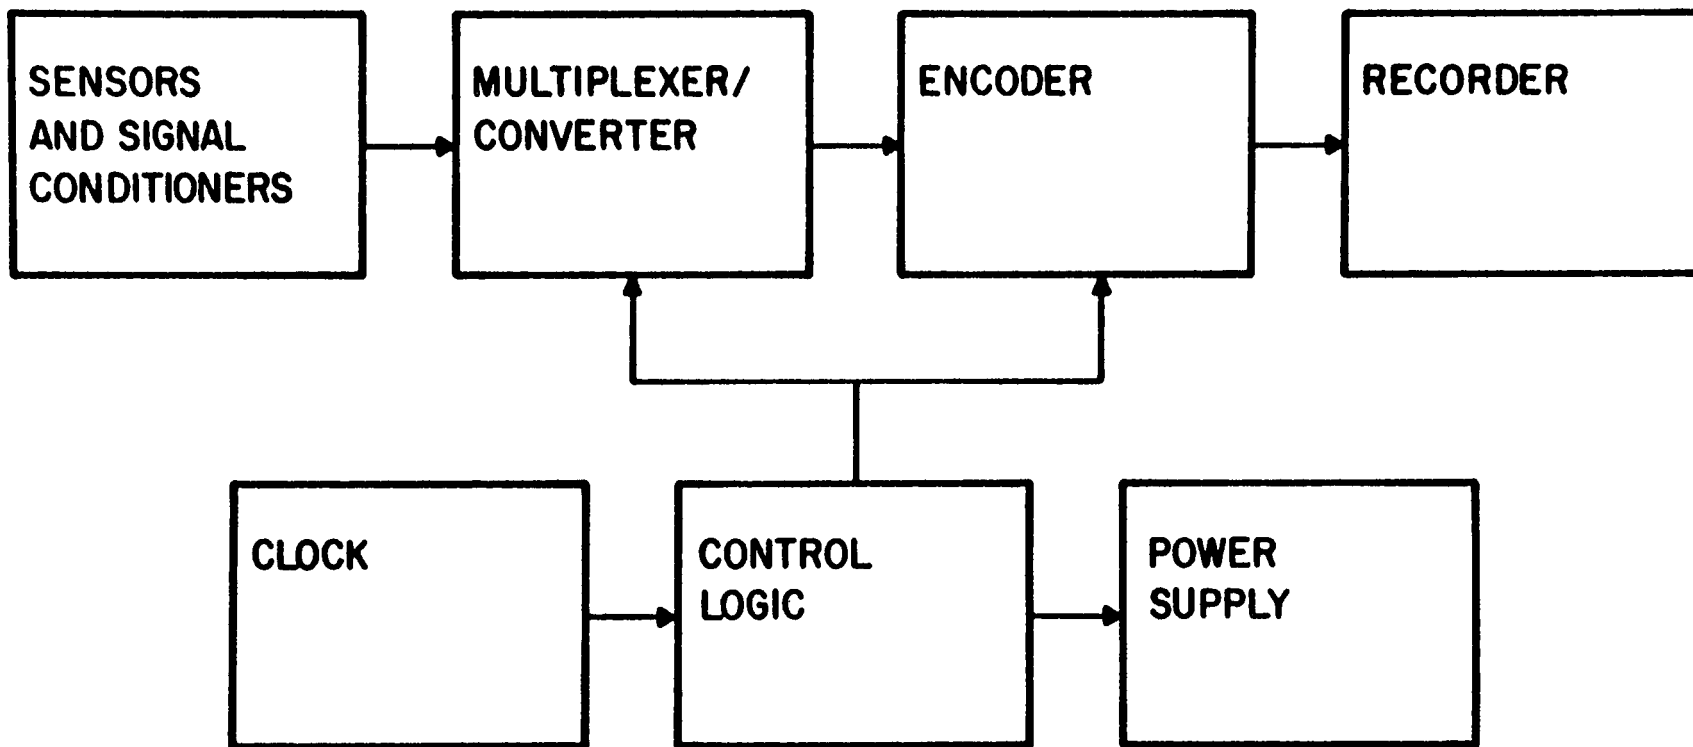 SENSORS
AND SIGNAL
CONDITIONERS
MULTIPLEXER/
CONVERTER
ENCODER
RECORDER
CLOCK
CONTROL
LOGIC
POWER
SUPPLY